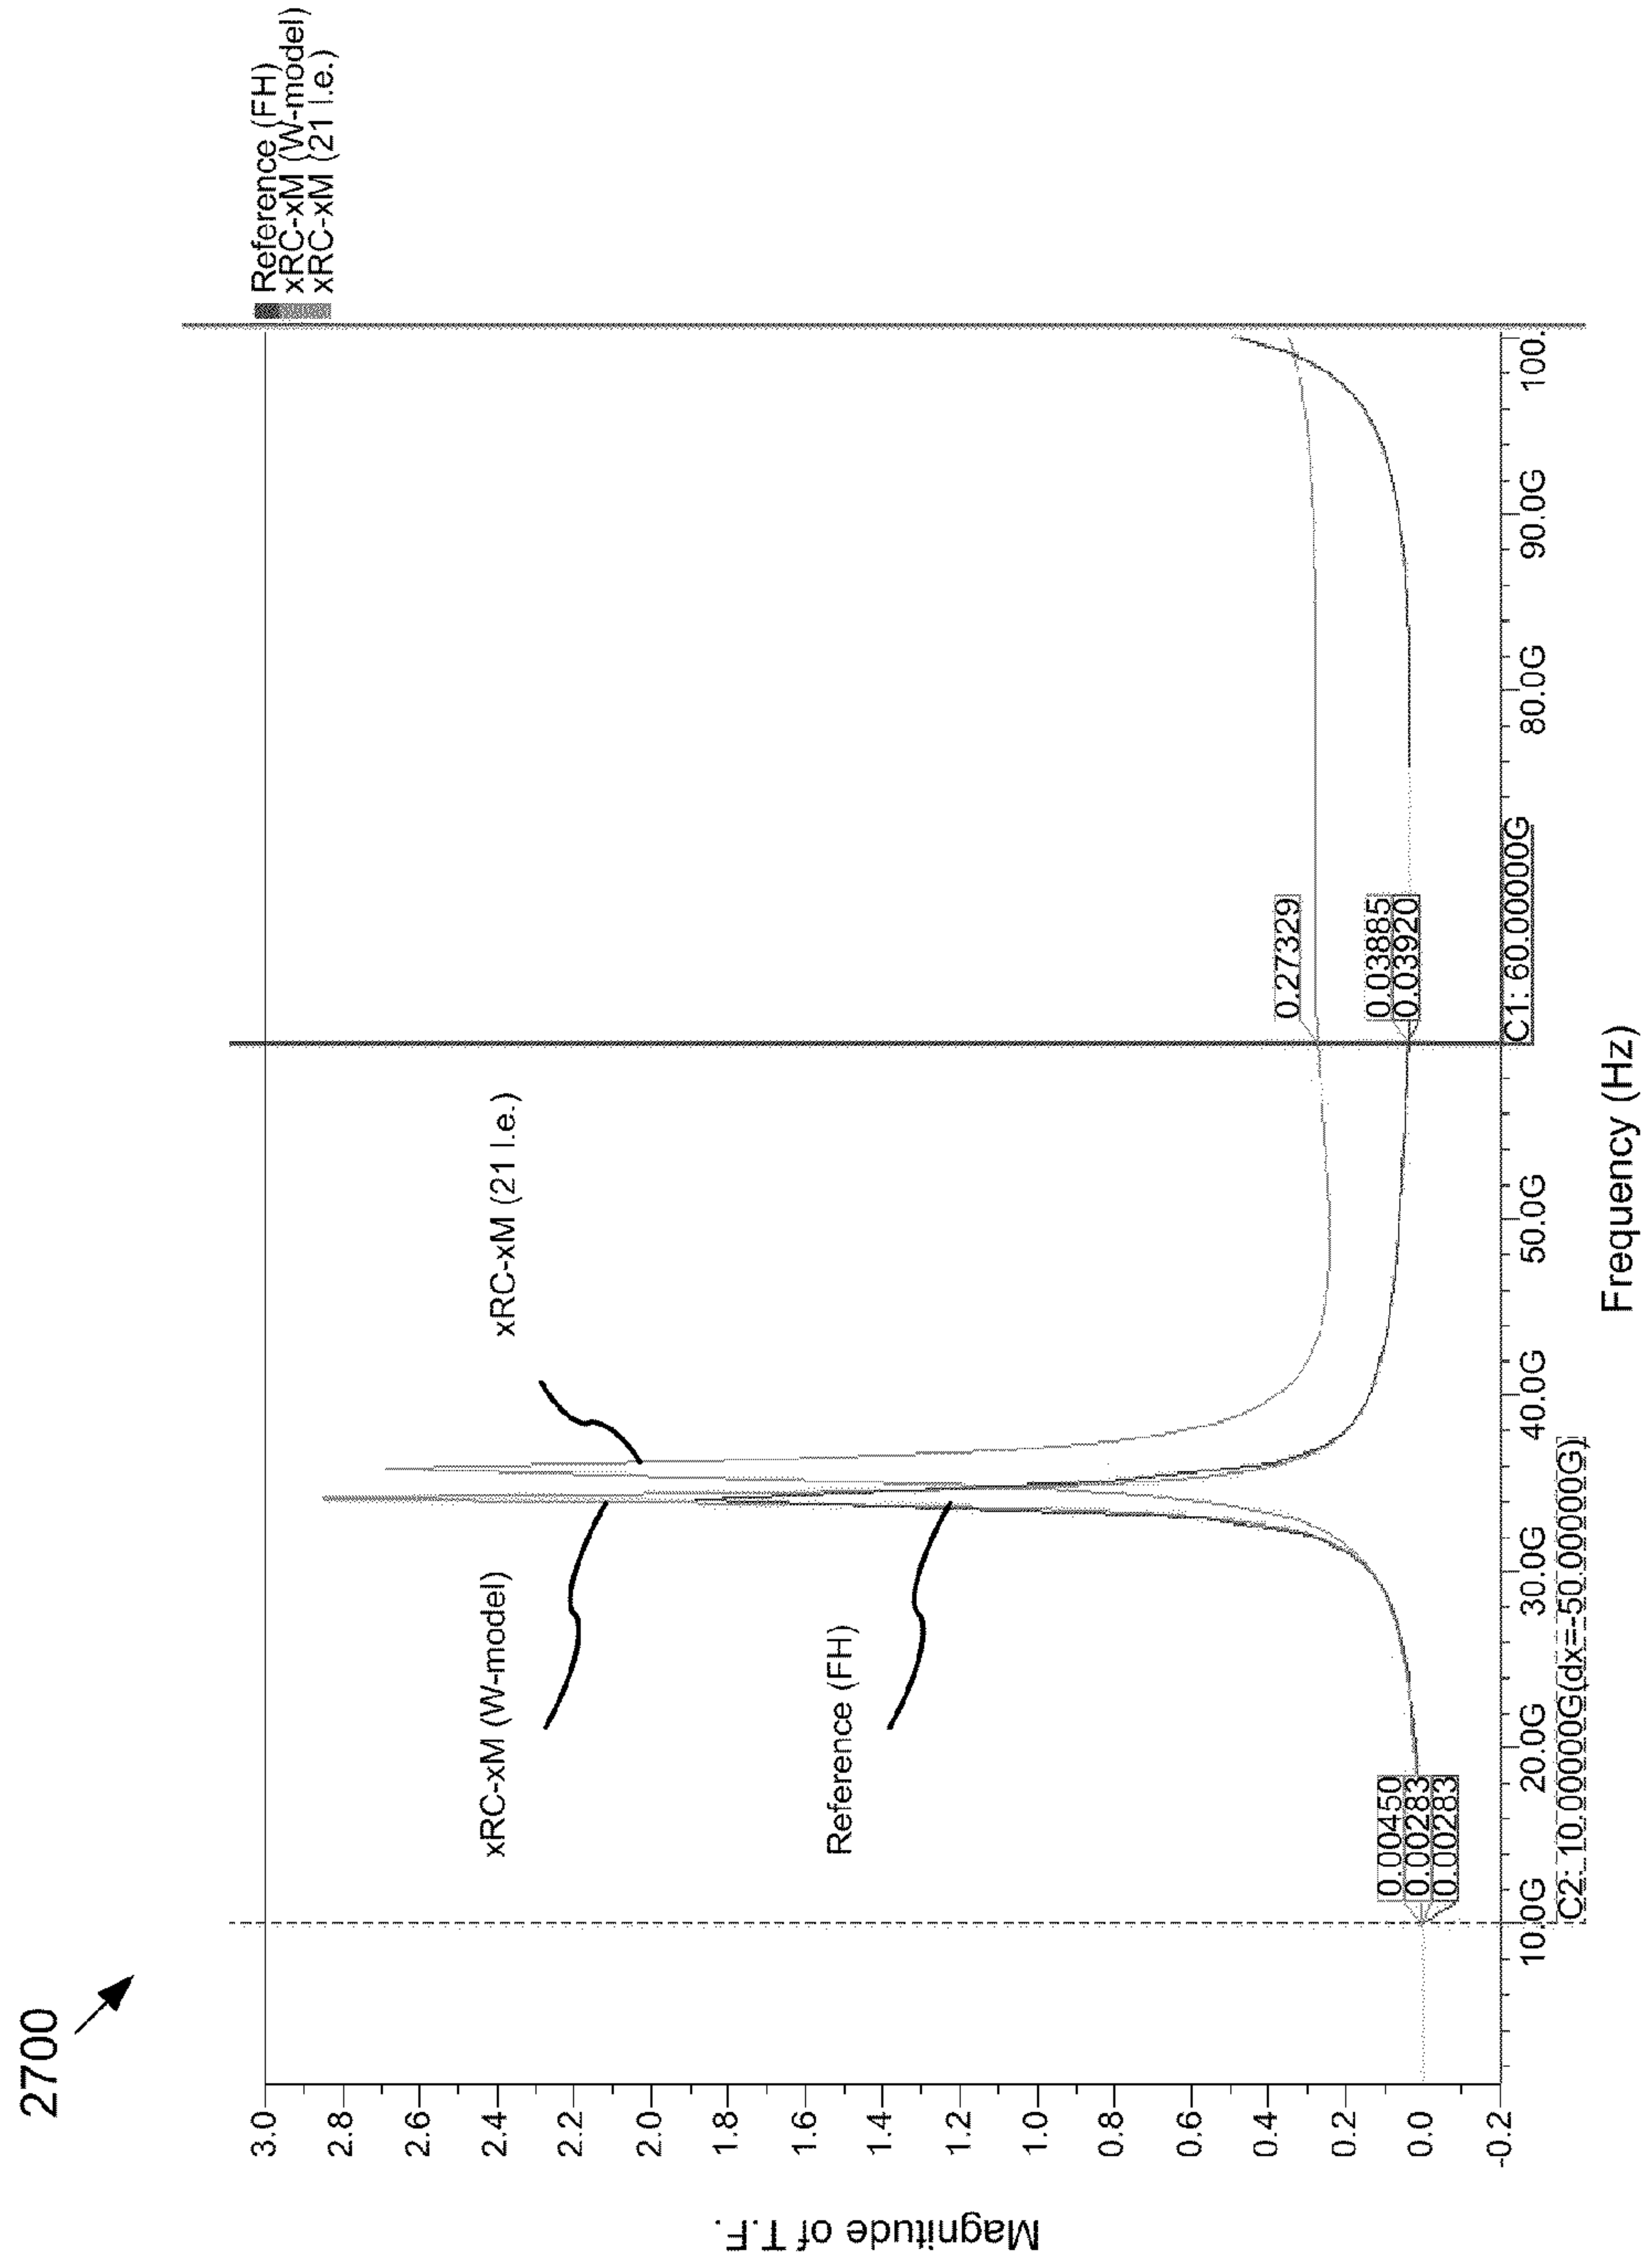 2700
Reference (FH)
xRC-xM (W-model)
xRC-xM (21 l.e.)
Magnitude of T.F.
3.0
2.8
2.6
2.4
2.2
2.0
1.8
1.6
1.4
1.2
1.0
0.8
0.6
0.4
0.2
0.0
-0.2
xRC-xM (W-model)
xRC-xM (21 l.e.)
Reference (FH)
0.00450
0.00283
0.00283
0.27329
0.03885
0.03920
10.0G
20.0G
30.0G
40.0G
50.0G
C1: 60.00000G
80.0G
90.0G
100.
C2: 10.00000G(dx=-50.00000G)
Frequency (Hz)